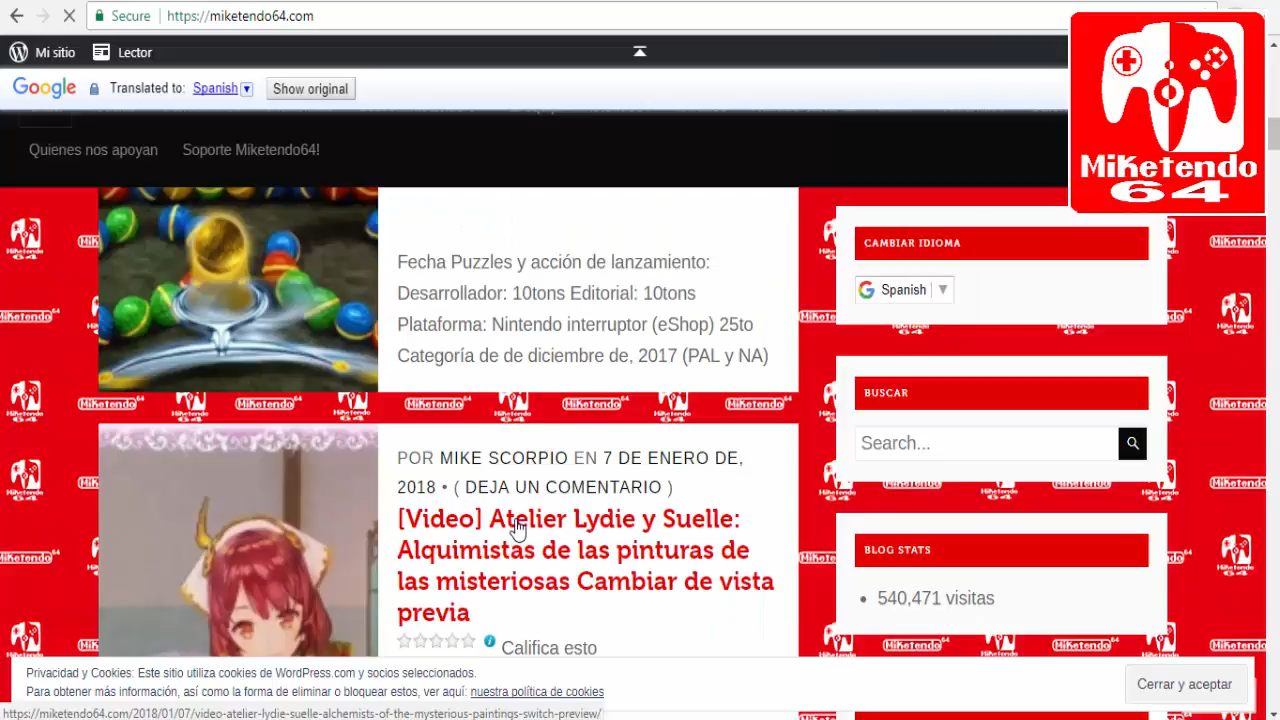 Secure https://miketendo64.com
Mi sitio Lector
Google Translated to: Spanish Show original
Quienes nos apoyan Soporte Miketendo64!
MiKeTendo
64
Fecha Puzzles y acción de lanzamiento:
Desarrollador: 10tons Editorial: 10tons
Plataforma: Nintendo interruptor (eShop) 25to
Categoría de de diciembre de, 2017 (PAL y NA)
CAMBIAR IDIOMA
Spanish
BUSCAR
Search...
POR MIKE SCORPIO EN 7 DE ENERO DE,
2018 • ( DEJA UN COMENTARIO )
[Video] Atelier Lydie y Suelle:
Alquimistas de las pinturas de
las misteriosas Cambiar de vista
previa
Califica esto
BLOG STATS
540,471 visitas
Privacidad y Cookies: Este sitio utiliza cookies de WordPress.com y socios seleccionados.
Para obtener más información, así como la forma de eliminar o bloquear estos, ver aquí: nuestra política de cookies
Cerrar y aceptar
https://miketendo64.com/2018/01/07/video-atelier-lydie-suelle-alchemists-of-the-mysterious-paintings-switch-preview/